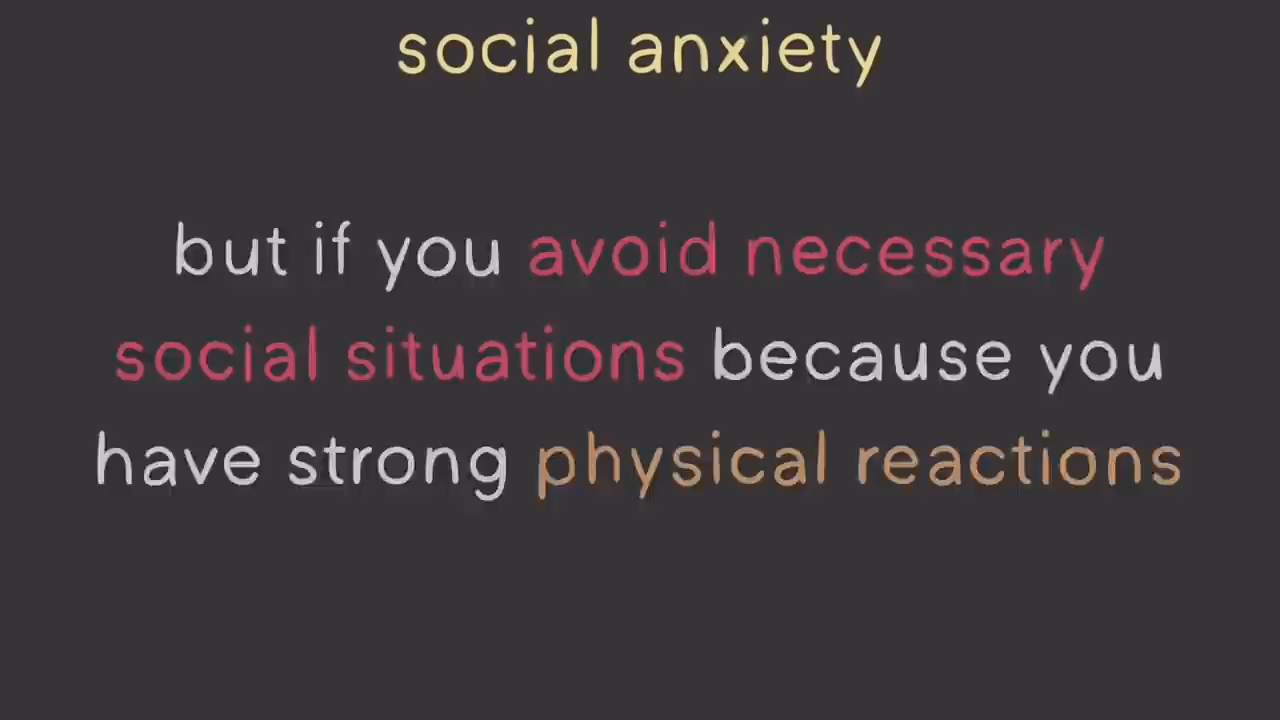 social anxiety
but if you avoid necessary
social situations because you
have strong physical reactions